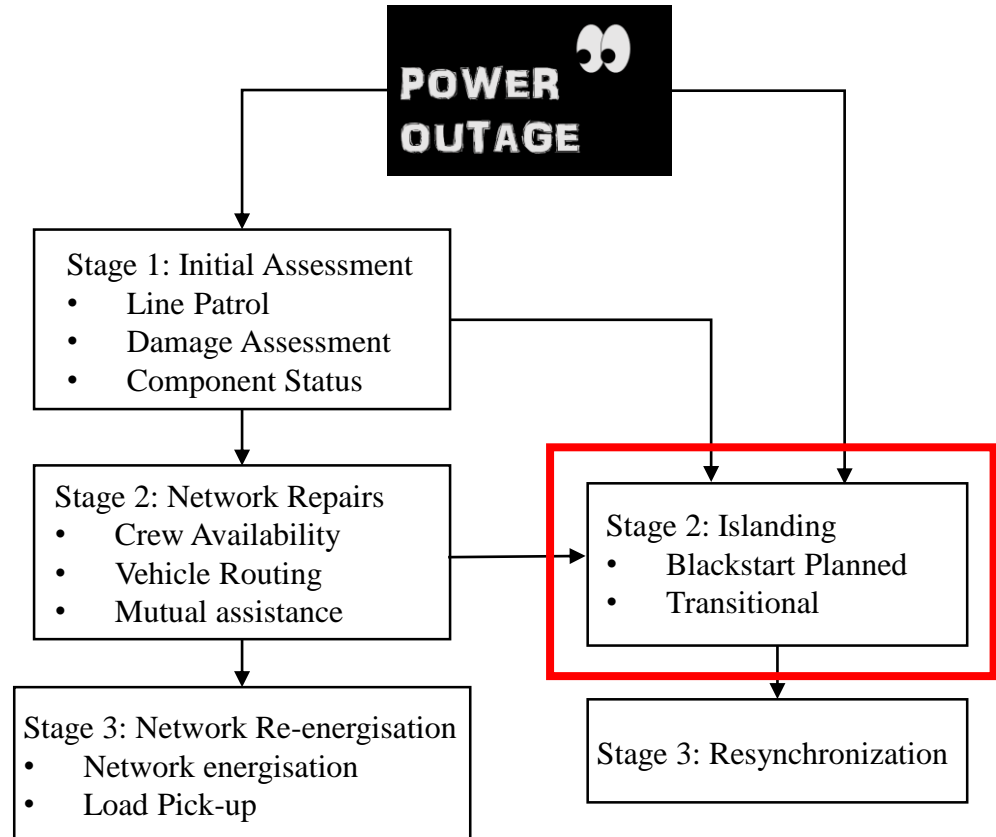 POWER
OUTAGE
Stage 1: Initial Assessment
• Line Patrol
• Damage Assessment
• Component Status
Stage 2: Network Repairs
• Crew Availability
• Vehicle Routing
• Mutual assistance
Stage 2: Islanding
• Blackstart Planned
• Transitional
Stage 3: Network Re-energisation
• Network energisation
• Load Pick-up
Stage 3: Resynchronization